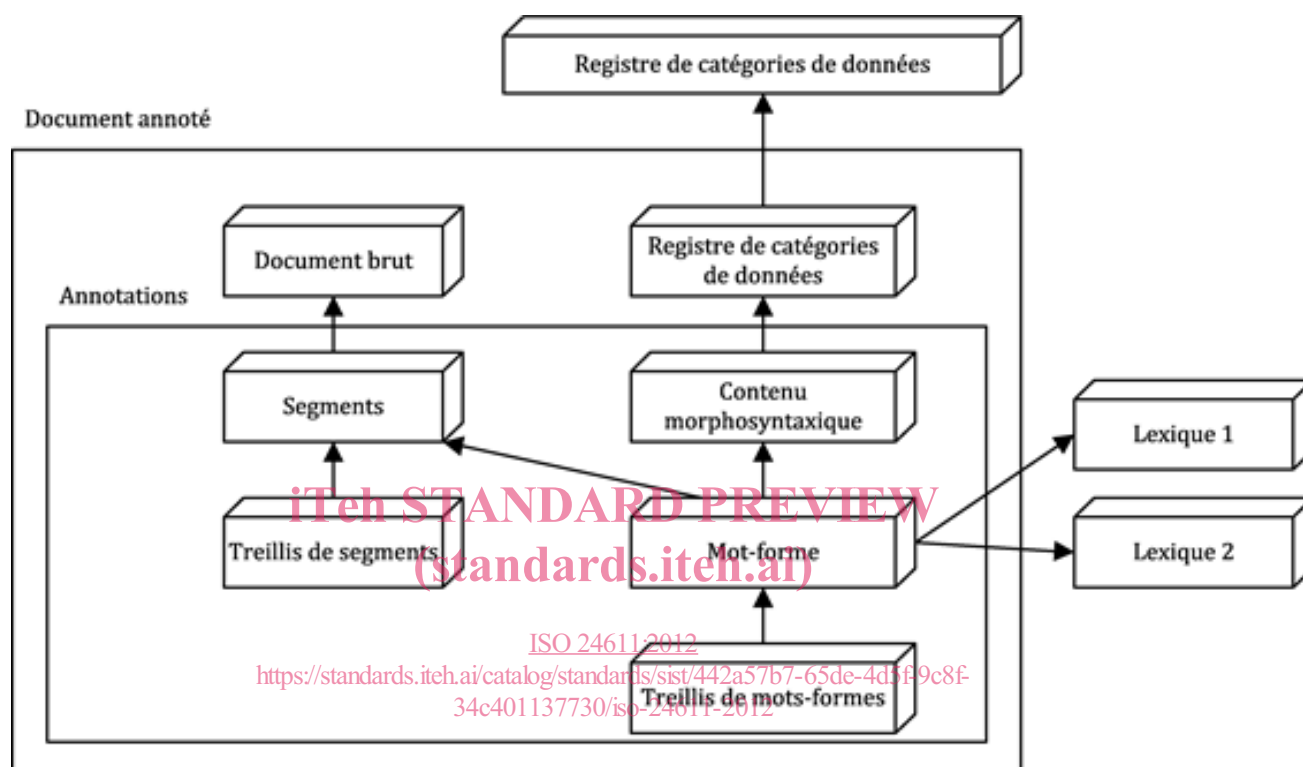 Registre de catégories de données
Document annoté
Document brut
Registre de catégories
de données
Annotations
Segments
Contenu
morphosyntaxique
Lexique 1
iTeh STANDARD PREVIEW
Treillis de segments
Mot-forme
Lexique 2
(standards.iteh.ai)
ISO 24611:2012
https://standards.iteh.ai/catalog/standards/sist/442a57b7-65de-4d5f-9c8f-
Treillis de mots-formes
34c401137730/iso-24611-2012